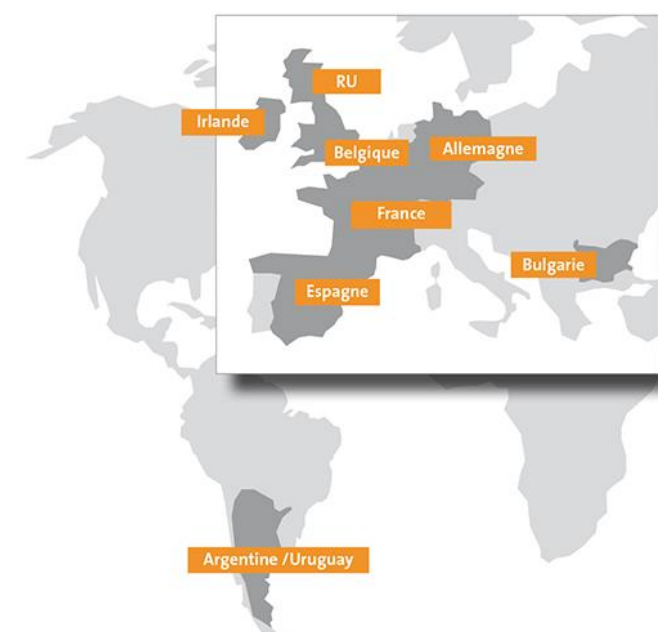 RU
Irlande
Belgique
Allemagne
France
Bulgarie
Espagne
Argentine /Uruguay